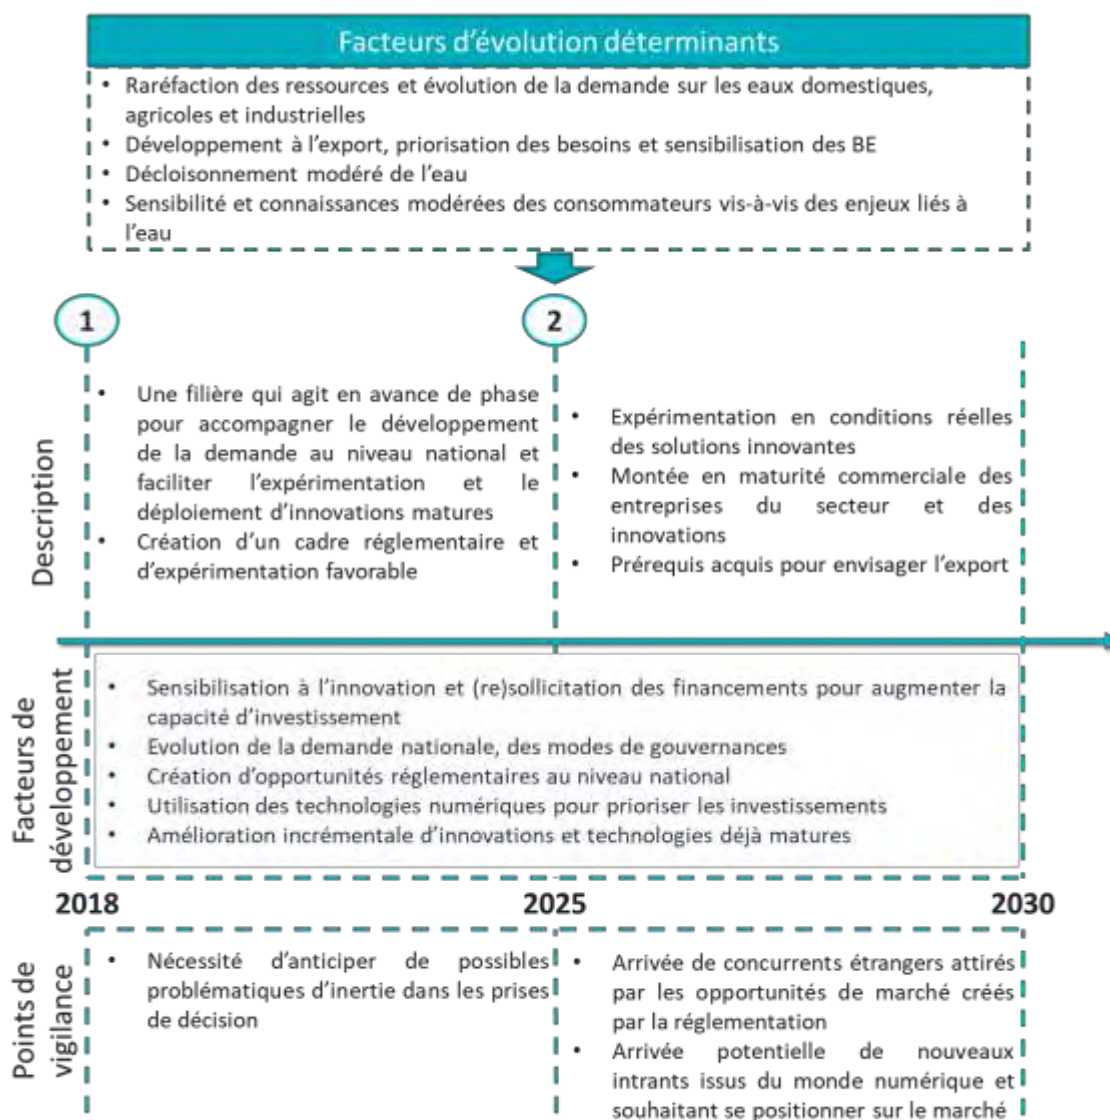 Facteurs d'évolution déterminants
• Raréfaction des ressources et évolution de la demande sur les eaux domestiques,
agricoles et industrielles
• Développement à l'export, priorisation des besoins et sensibilisation des BE
• Décloisonnement modéré de l'eau
• Sensibilité et connaissances modérées des consommateurs vis-à-vis des enjeux liés à
l'eau
1
2
Description
• Une filière qui agit en avance de phase
pour accompagner le développement
de la demande au niveau national et
faciliter l'expérimentation et le
déploiement d'innovations matures
• Création d'un cadre réglementaire et
d'expérimentation favorable
• Expérimentation en conditions réelles
des solutions innovantes
• Montée en maturité commerciale des
entreprises du secteur et des
innovations
• Prérequis acquis pour envisager l'export
Facteurs de
développement
• Sensibilisation à l'innovation et (re)sollicitation des financements pour augmenter la
capacité d'investissement
• Evolution de la demande nationale, des modes de gouvernances
• Création d'opportunités réglementaires au niveau national
• Utilisation des technologies numériques pour prioriser les investissements
• Amélioration incrémentale d'innovations et technologies déjà matures
2018
2025
2030
Points de
vigilance
• Nécessité d'anticiper de possibles
problématiques d'inertie dans les prises
de décision
• Arrivée de concurrents étrangers attirés
par les opportunités de marché créés
par la réglementation
• Arrivée potentielle de nouveaux
intrants issus du monde numérique et
souhaitant se positionner sur le marché